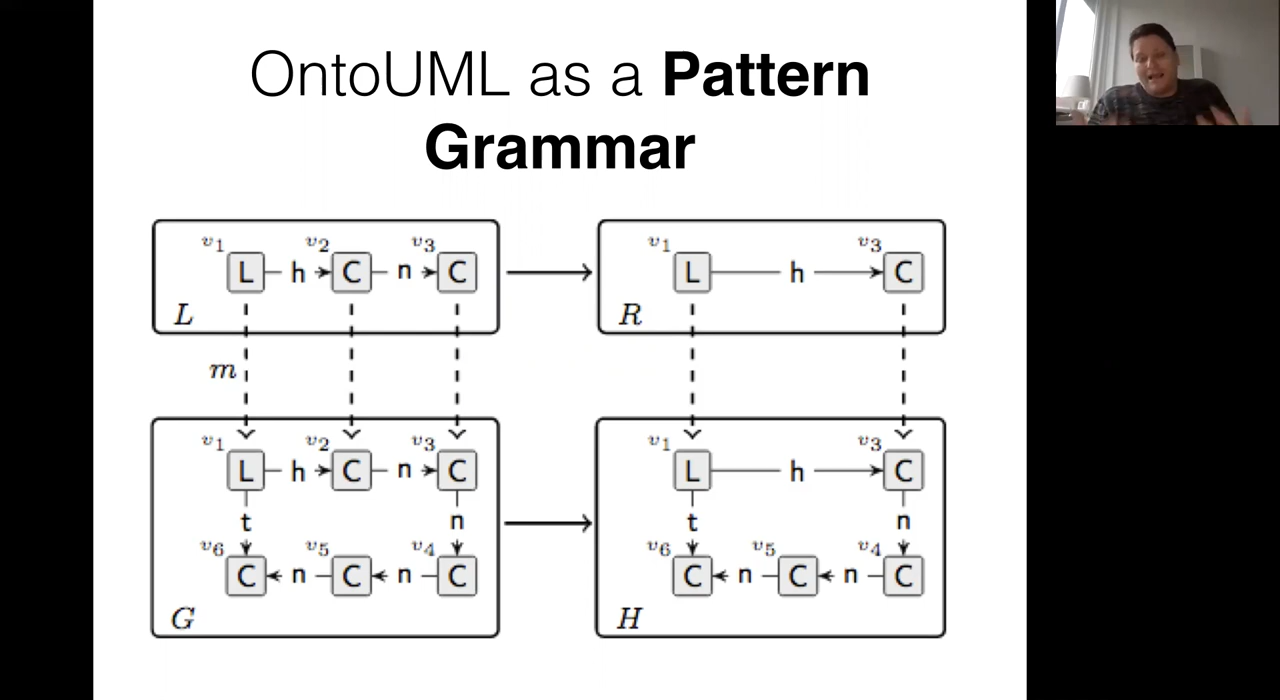 OntoUML as a Pattern
Grammar
v1 v2 v3
L h C n C
L
v1 v3
L h C
R
m
v1 v2 v3
L h C n C
t n
v6 v5 v4
C n C n C
G
v1 v3
L h C
t n
v6 v5 v4
C n C n C
H